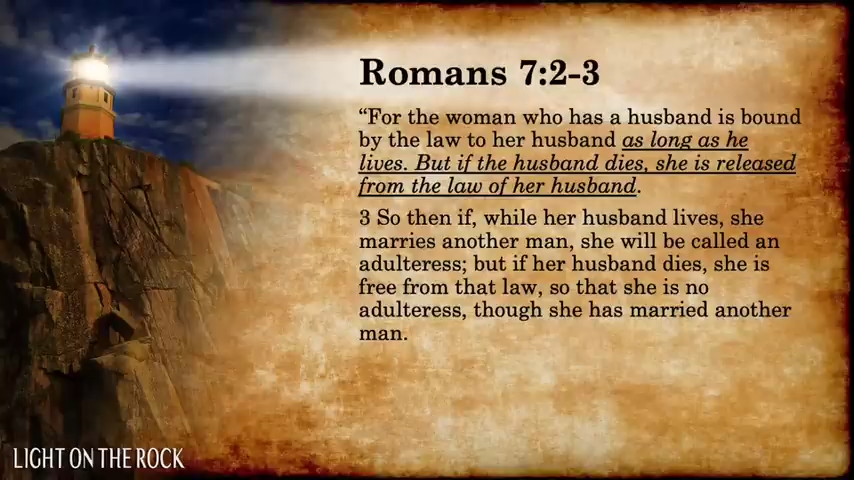 Romans 7:2-3
“For the woman who has a husband is bound
by the law to her husband as long as he
lives. But if the husband dies, she is released
from the law of her husband.
3 So then if, while her husband lives, she
marries another man, she will be called an
adulteress; but if her husband dies, she is
free from that law, so that she is no
adulteress, though she has married another
man.
LIGHT ON THE ROCK